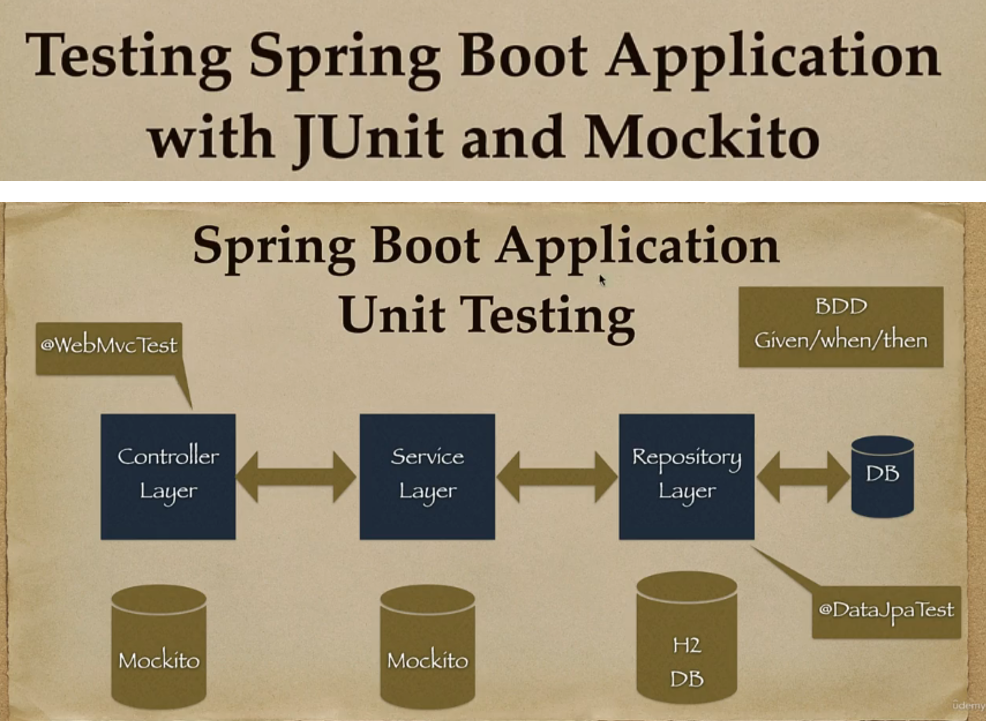 Testing Spring Boot Application
with JUnit and Mockito
Spring Boot Application
Unit Testing
BDD
Given/when/then
@WebMvcTest
Controller
Layer
Service
Layer
Repository
Layer
DB
@DataJpaTest
Mockito
Mockito
H2
DB
udemy